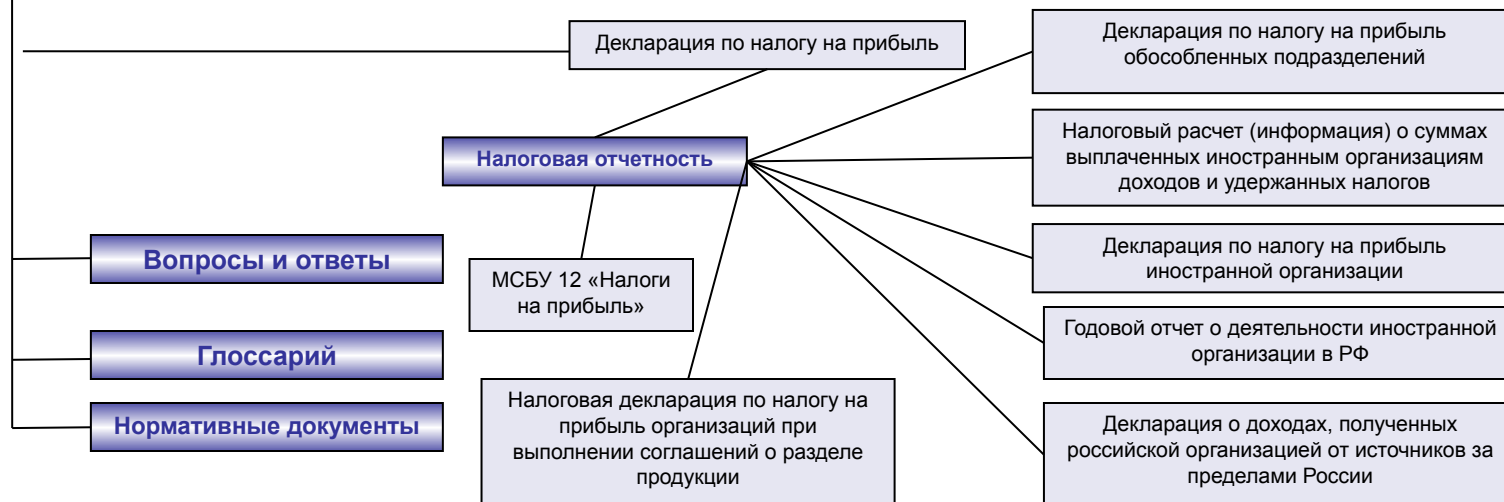 Декларация по налогу на прибыль
Декларация по налогу на прибыль
обособленных подразделений
Налоговая отчетность
Налоговый расчет (информация) о суммах
выплаченных иностранным организациям
доходов и удержанных налогов
Вопросы и ответы
МСБУ 12 «Налоги
на прибыль»
Декларация по налогу на прибыль
иностранной организации
Глоссарий
Годовой отчет о деятельности иностранной
организации в РФ
Нормативные документы
Налоговая декларация по налогу на
прибыль организаций при
выполнении соглашений о разделе
продукции
Декларация о доходах, полученных
российской организацией от источников за
пределами России